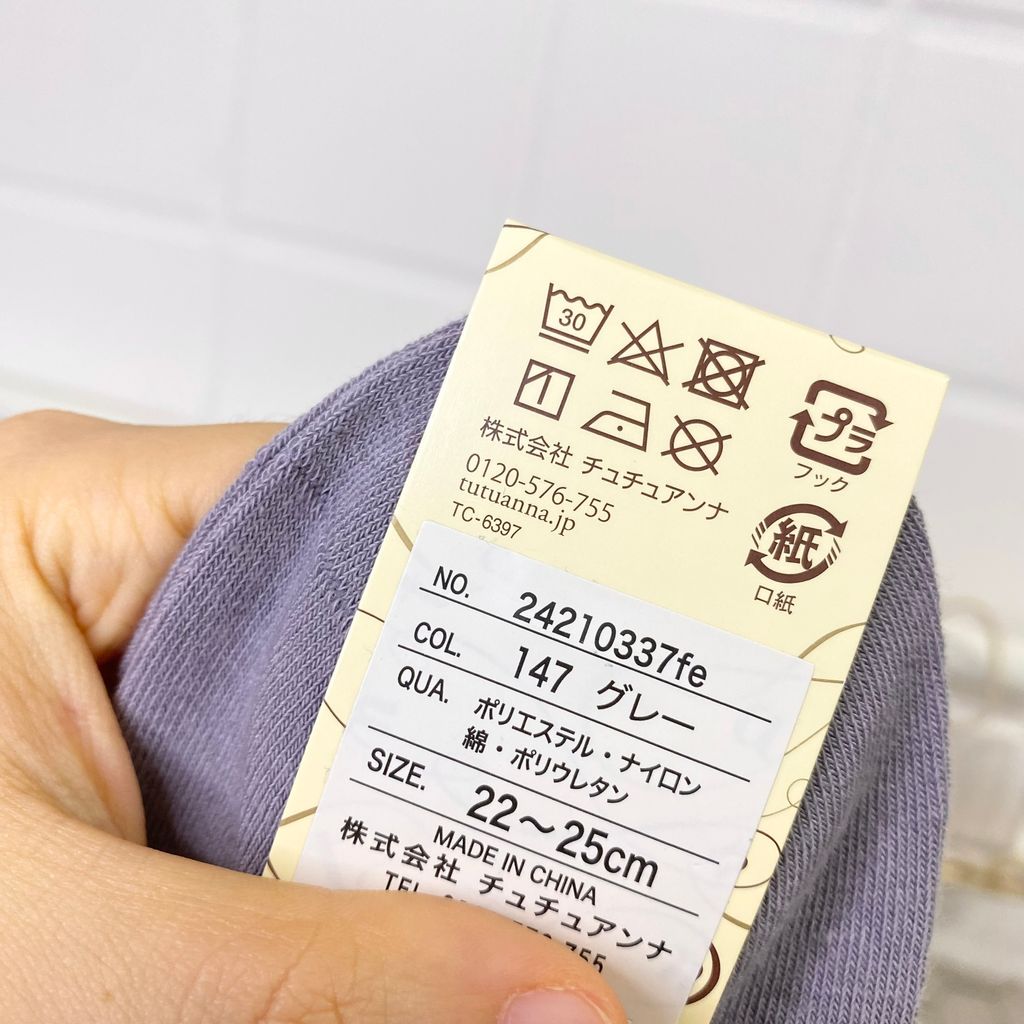 30
株式会社 チュチュアンナ
0120-576-755
tutuanna.jp
TC-6397
プラ
フック
紙
口紙
NO. 24210337fe
COL. 147 グレー
QUA. ポリエステル・ナイロン
綿・ポリウレタン
SIZE. 22～25cm
MADE IN CHINA
株式会社 チュチュアンナ
TEL